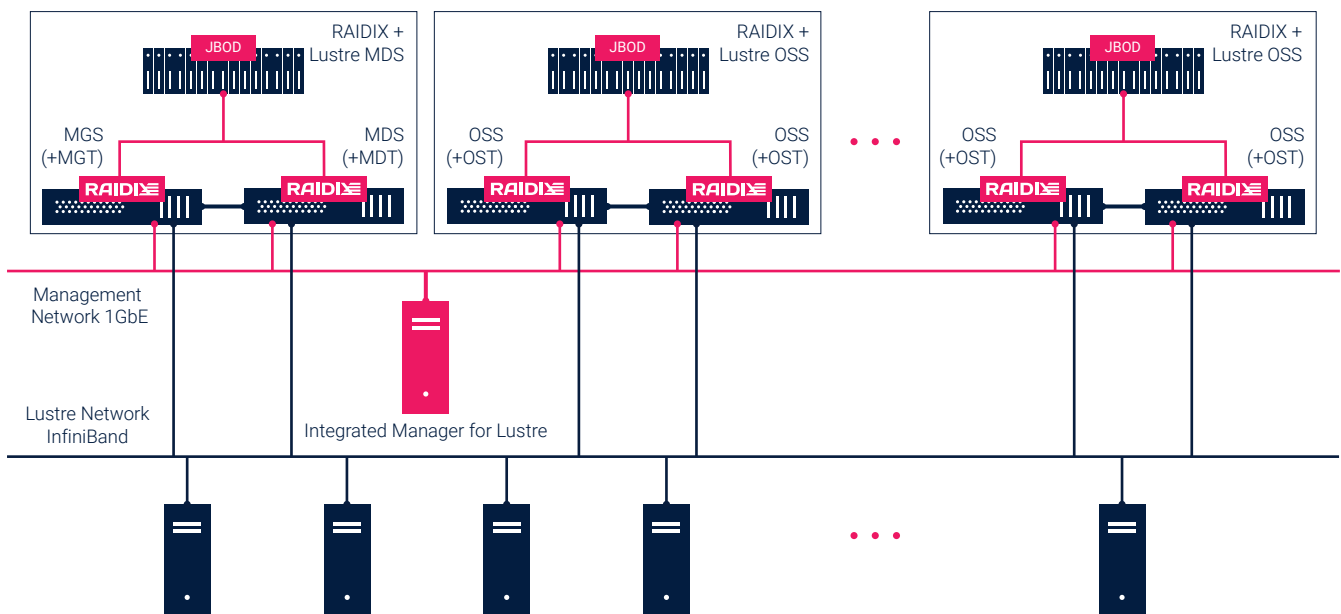 RAIDIX +
Lustre MDS
JBOD
MGS
(+MGT)
MDS
(+MDT)
RAIDIX
RAIDIX
RAIDIX +
Lustre OSS
JBOD
OSS
(+OST)
OSS
(+OST)
RAIDIX
RAIDIX
RAIDIX +
Lustre OSS
JBOD
OSS
(+OST)
OSS
(+OST)
RAIDIX
RAIDIX
Management
Network 1GbE
Lustre Network
InfiniBand
Integrated Manager for Lustre